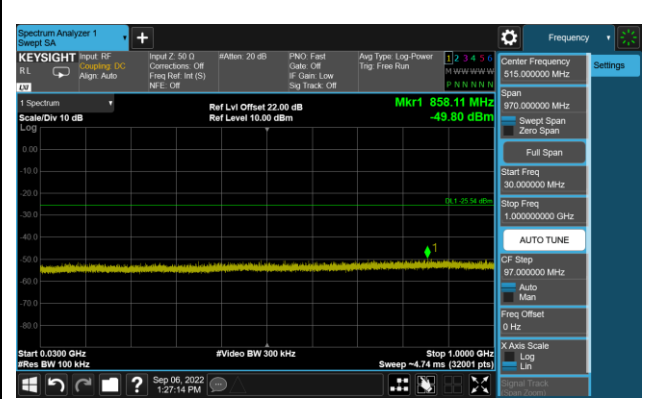 Spectrum Analyzer 1
Swept SA
Frequency
KEYSIGHT
RL
LXI
Input: RF
Coupling: DC
Align: Auto
Input Z: 50 Ω
Corrections: Off
Freq Ref: Int (S)
NFE: Off
#Atten: 20 dB
PNO: Fast
Gate: Off
IF Gain: Low
Sig Track: Off
Avg Type: Log-Power
Trig: Free Run
1 2 3 4 5 6
M W W W W W
P N N N N N
1 Spectrum
Scale/Div 10 dB
Log
Ref Lvl Offset 22.00 dB
Ref Level 10.00 dBm
Mkr1 858.11 MHz
-49.80 dBm
0.00
-10.0
-20.0
-30.0
-40.0
-50.0
-60.0
-70.0
-80.0
DL1 -25.54 dBm
1
Start 0.0300 GHz
#Res BW 100 kHz
#Video BW 300 kHz
Stop 1.0000 GHz
Sweep ~4.74 ms (32001 pts)
Sep 06, 2022
1:27:14 PM
Center Frequency
515.000000 MHz
Settings
Span
970.000000 MHz
Swept Span
Zero Span
Full Span
Start Freq
30.000000 MHz
Stop Freq
1.000000000 GHz
AUTO TUNE
CF Step
97.000000 MHz
Auto
Man
Freq Offset
0 Hz
X Axis Scale
Log
Lin
Signal Track
(Span Zoom)